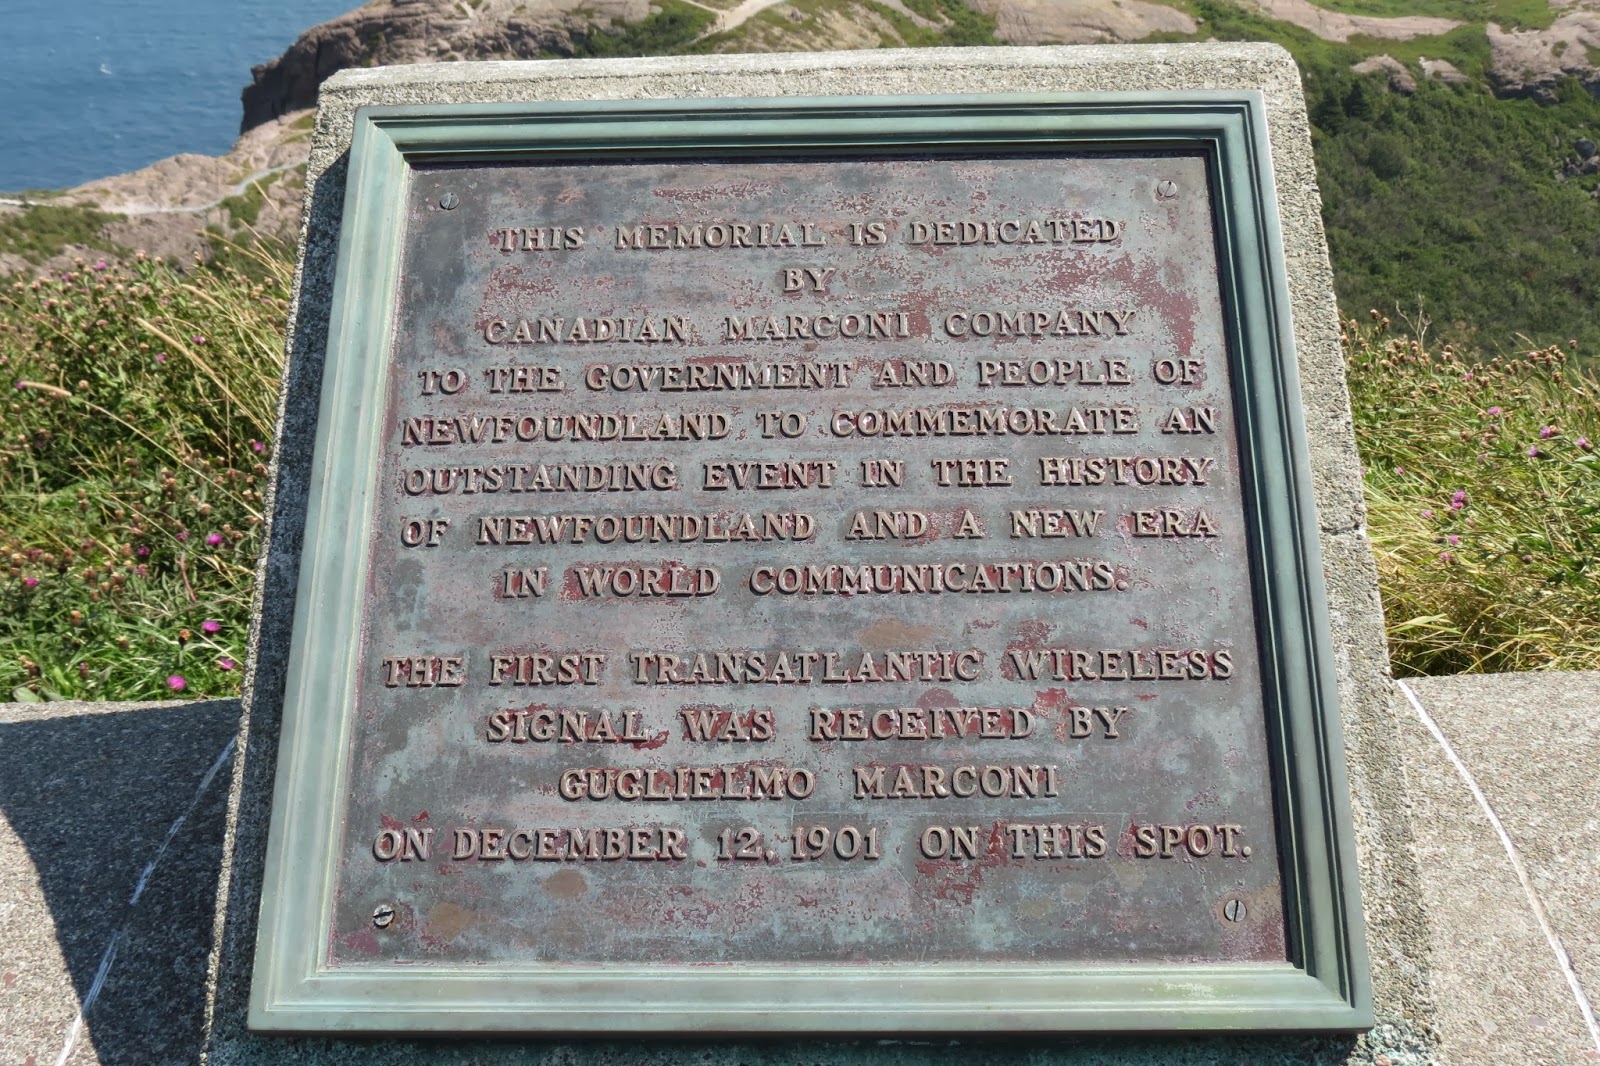 THIS MEMORIAL IS DEDICATED
BY
CANADIAN MARCONI COMPANY
TO THE GOVERNMENT AND PEOPLE OF
NEWFOUNDLAND TO COMMEMORATE AN
OUTSTANDING EVENT IN THE HISTORY
OF NEWFOUNDLAND AND A NEW ERA
IN WORLD COMMUNICATIONS.
THE FIRST TRANSATLANTIC WIRELESS
SIGNAL WAS RECEIVED BY
GUGLIELMO MARCONI
ON DECEMBER 12, 1901 ON THIS SPOT.